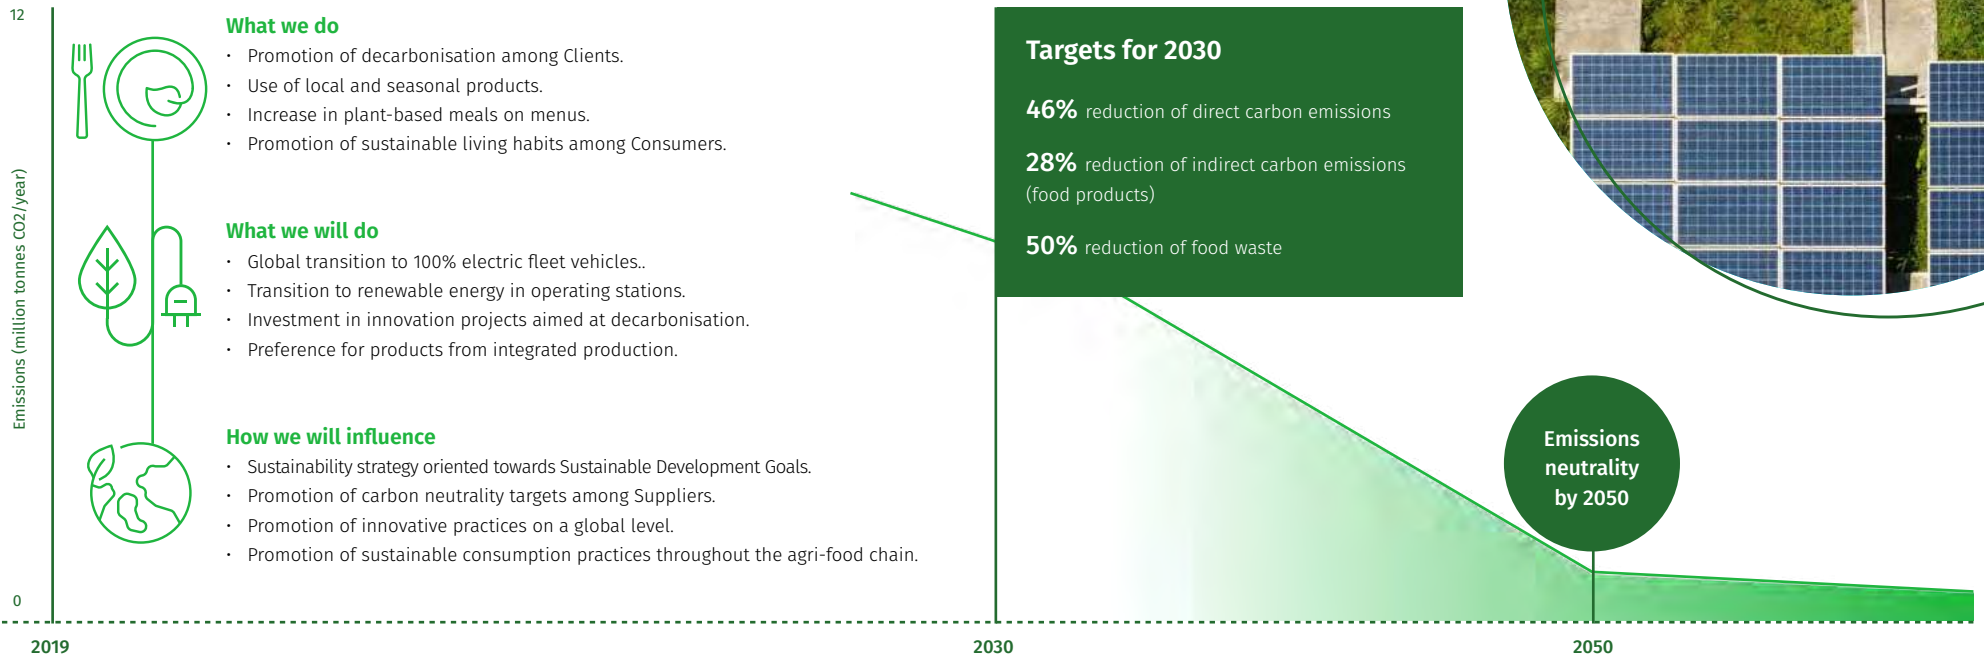 12
Emissions (million tonnes CO2/year)
0
What we do
· Promotion of decarbonisation among Clients.
· Use of local and seasonal products.
· Increase in plant-based meals on menus.
· Promotion of sustainable living habits among Consumers.
What we will do
· Global transition to 100% electric fleet vehicles..
· Transition to renewable energy in operating stations.
· Investment in innovation projects aimed at decarbonisation.
· Preference for products from integrated production.
How we will influence
· Sustainability strategy oriented towards Sustainable Development Goals.
· Promotion of carbon neutrality targets among Suppliers.
· Promotion of innovative practices on a global level.
· Promotion of sustainable consumption practices throughout the agri-food chain.
Targets for 2030
46% reduction of direct carbon emissions
28% reduction of indirect carbon emissions
(food products)
50% reduction of food waste
Emissions
neutrality
by 2050
2019
2030
2050